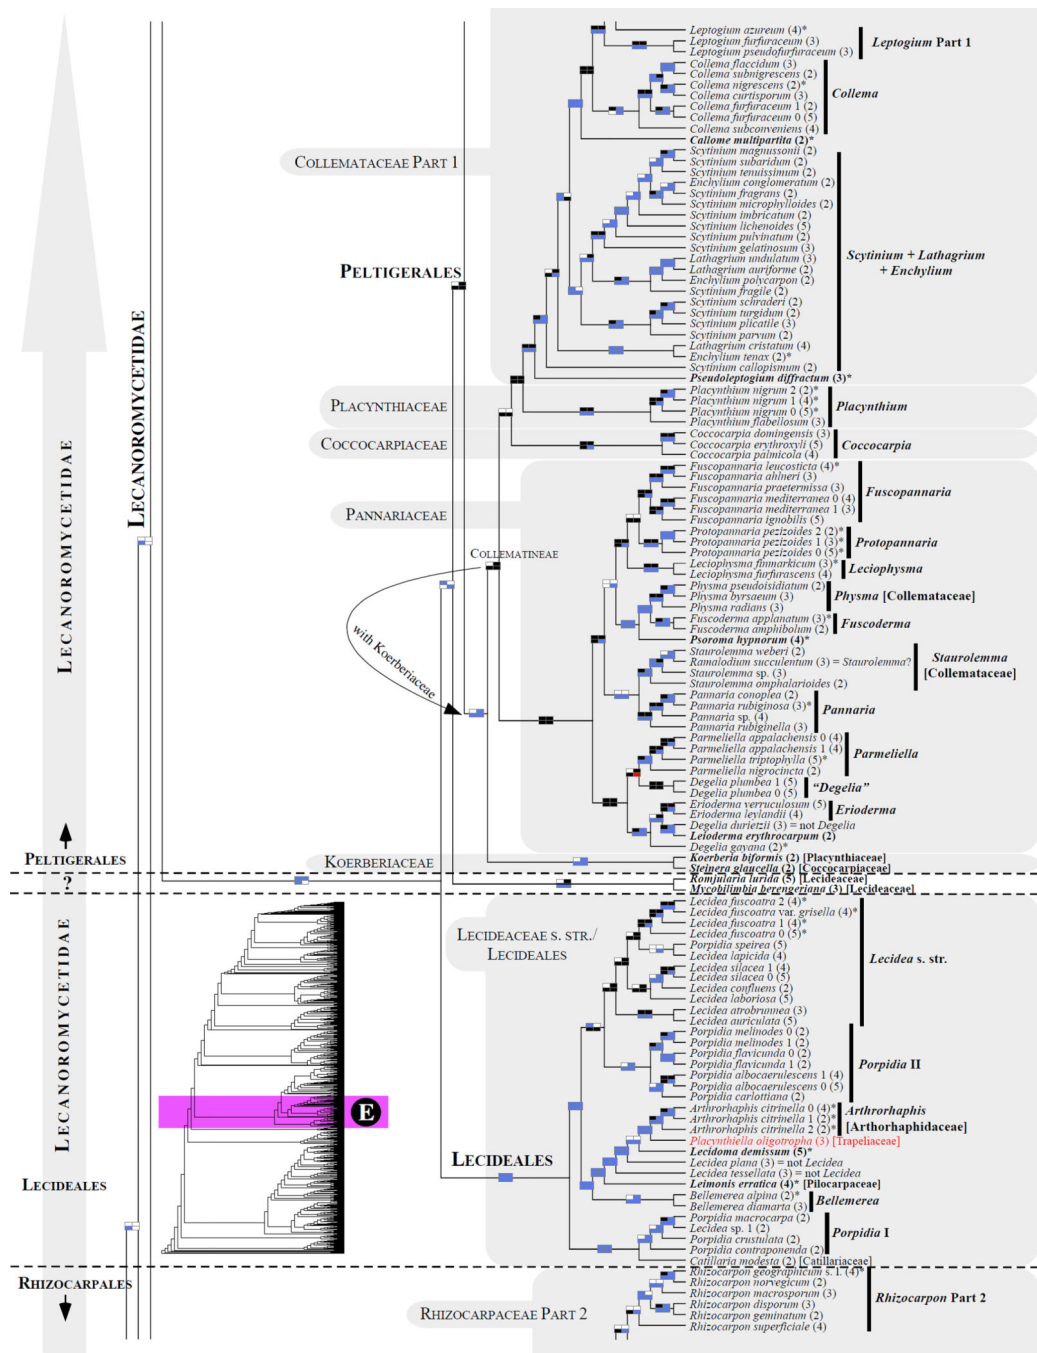 Leptogium azureum (4)*
Leptogium furfuraceum (3)
Leptogium pseudofurfuraceum (3)
Leptogium Part 1
Collema flaccidum (3)
Collema subnigrescens (2)
Collema nigrescens (2)*
Collema curtisporum (3)
Collema furfuraceum 1 (2)
Collema furfuraceum 0 (5)
Collema subconveniens (4)
Collema
Callome multipartita (2)*
COLLEMATACEAE PART 1
Scytinium magnussonii (2)
Scytinium subaridum (2)
Scytinium tenuissimum (2)
Enchylium conglomeratum (2)
Scytinium fragrans (2)
Scytinium microphylloides (2)
Scytinium imbricatum (2)
Scytinium lichenoides (5)
Scytinium pulvinatum (2)
Scytinium gelatinosum (3)
Lathagrium undulatum (3)
Lathagrium auriforme (2)
Enchylium polycarpon (2)
Scytinium fragile (2)
Scytinium schraderi (2)
Scytinium turgidum (2)
Scytinium plicatile (3)
Scytinium parvum (2)
Lathagrium cristatum (4)
Enchylium tenax (2)*
Scytinium callopismum (2)
Scytinium + Lathagrium
+ Enchylium
Pseudoleptogium diffractum (3)*
PELTIGERALES
LECANOROMYCETIDAE
LECANOROMYCETIDAE
PLACYNTHIACEAE
Placynthium nigrum 2 (2)*
Placynthium nigrum 1 (4)*
Placynthium nigrum 0 (5)*
Placynthium flabellosum (3)
Placynthium
COCCOCARPIACEAE
Coccocarpia domingensis (3)
Coccocarpia erythroxyli (5)
Coccocarpia palmicola (4)
Coccocarpia
PANNARIACEAE
Fuscopannaria leucosticta (4)*
Fuscopannaria ahlneri (3)
Fuscopannaria praetermissa (3)
Fuscopannaria mediterranea 0 (4)
Fuscopannaria mediterranea 1 (3)
Fuscopannaria ignobilis (5)
Fuscopannaria
Protopannaria pezizoides 2 (2)*
Protopannaria pezizoides 1 (3)*
Protopannaria pezizoides 0 (5)*
Protopannaria
COLLEMATINEAE
with Koerberiaceae
Leciophysma finmarkicum (3)*
Leciophysma furfurascens (4)
Leciophysma
Physma pseudoisidiatum (2)
Physma byrsaeum (3)
Physma radians (3)
Physma [Collemataceae]
Fuscoderma applanatum (3)*
Fuscoderma amphibolum (2)
Fuscoderma
Psoroma hypnorum (4)*
Staurolemma weberi (2)
Ramalodium succulentum (3) = Staurolemma?
Staurolemma sp. (3)
Staurolemma omphalarioides (2)
Staurolemma
[Collemataceae]
Pannaria conoplea (2)
Pannaria rubiginosa (3)*
Pannaria sp. (4)
Pannaria rubiginella (3)
Pannaria
Parmeliella appalachensis 0 (4)
Parmeliella appalachensis 1 (4)
Parmeliella triptophylla (5)*
Parmeliella nigrocincta (2)
Parmeliella
Degelia plumbea 1 (5)
Degelia plumbea 0 (5)
“Degelia”
Erioderma verruculosum (5)
Erioderma leylandii (4)
Erioderma
Degelia durietzii (3) = not Degelia
Leioderma erythrocarpum (2)
Degelia gayana (2)*
PELTIGERALES
KOERBERIACEAE
Koerberia biformis (2) [Placynthiaceae]
Steinera glaucella (2) [Coccocarpiaceae]
?
Romjularia lurida (5) [Lecideaceae]
Mycobilimbia berengeriana (3) [Lecideaceae]
LECANOROMYCETIDAE
LECIDEACEAE S. STR./
LECIDEALES
Lecidea fuscoatra 2 (4)*
Lecidea fuscoatra var. grisella (4)*
Lecidea fuscoatra 1 (4)*
Lecidea fuscoatra 0 (5)*
Porpidia speirea (5)
Lecidea lapicida (4)
Lecidea silacea 1 (4)
Lecidea silacea 0 (5)
Lecidea confluens (2)
Lecidea laboriosa (5)
Lecidea atrobrunnea (3)
Lecidea auriculata (5)
Lecidea s. str.
Porpidia melinodes 0 (2)
Porpidia melinodes 1 (2)
Porpidia flavicunda 0 (2)
Porpidia flavicunda 1 (2)
Porpidia albocaerulescens 1 (4)
Porpidia albocaerulescens 0 (5)
Porpidia carlottiana (2)
Porpidia II
E
Arthrorhaphis citrinella 0 (4)*
Arthrorhaphis citrinella 1 (2)*
Arthrorhaphis citrinella 2 (2)*
Arthrorhaphis
[Arthorhaphidaceae]
Placynthiella oligotropha (3) [Trapeliaceae]
Lecidoma demissum (5)*
LECIDEALES
Lecidea plana (3) = not Lecidea
Lecidea tessellata (3) = not Lecidea
Leimonis erratica (4)* [Pilocarpaceae]
LECIDEALES
Bellemerea alpina (2)*
Bellemerea diamarta (3)
Bellemerea
Porpidia macrocarpa (2)
Lecidea sp. 1 (2)
Porpidia crustulata (2)
Porpidia contraponenda (2)
Porpidia I
Catillaria modesta (2) [Catillariaceae]
RHIZOCARPALES
RHIZOCARPACEAE PART 2
Rhizocarpon geographicum s. l. (4)*
Rhizocarpon norvegicum (2)
Rhizocarpon macrosporum (3)
Rhizocarpon disporum (3)
Rhizocarpon geminatum (2)
Rhizocarpon superficiale (4)
Rhizocarpon Part 2